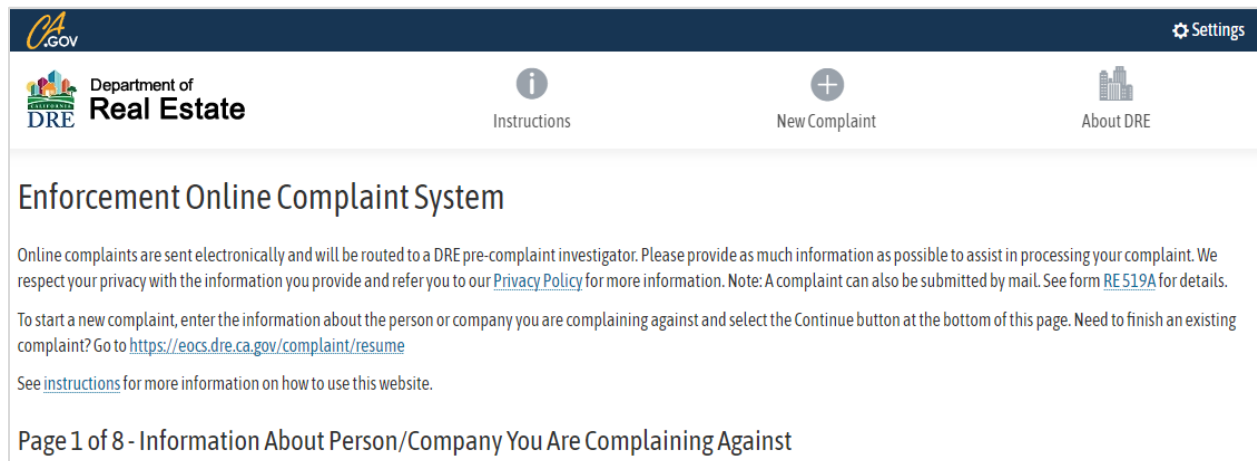 CA.GOV
Settings
Department of
Real Estate
CALIFORNIA
DRE
Instructions
New Complaint
About DRE
Enforcement Online Complaint System
Online complaints are sent electronically and will be routed to a DRE pre-complaint investigator. Please provide as much information as possible to assist in processing your complaint. We
respect your privacy with the information you provide and refer you to our Privacy Policy for more information. Note: A complaint can also be submitted by mail. See form RE 519A for details.
To start a new complaint, enter the information about the person or company you are complaining against and select the Continue button at the bottom of this page. Need to finish an existing
complaint? Go to https://eocs.dre.ca.gov/complaint/resume
See instructions for more information on how to use this website.
Page 1 of 8 - Information About Person/Company You Are Complaining Against